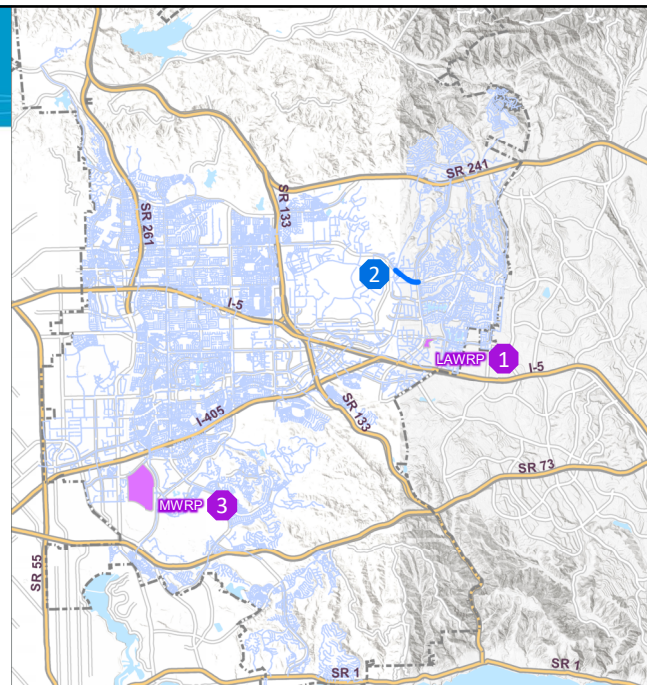 SR 241
SR 133
SR 261
2
I-5
LAWRP 1
I-5
SR 133
I-405
SR 73
MWRP 3
SR 55
SR 1
SR 1